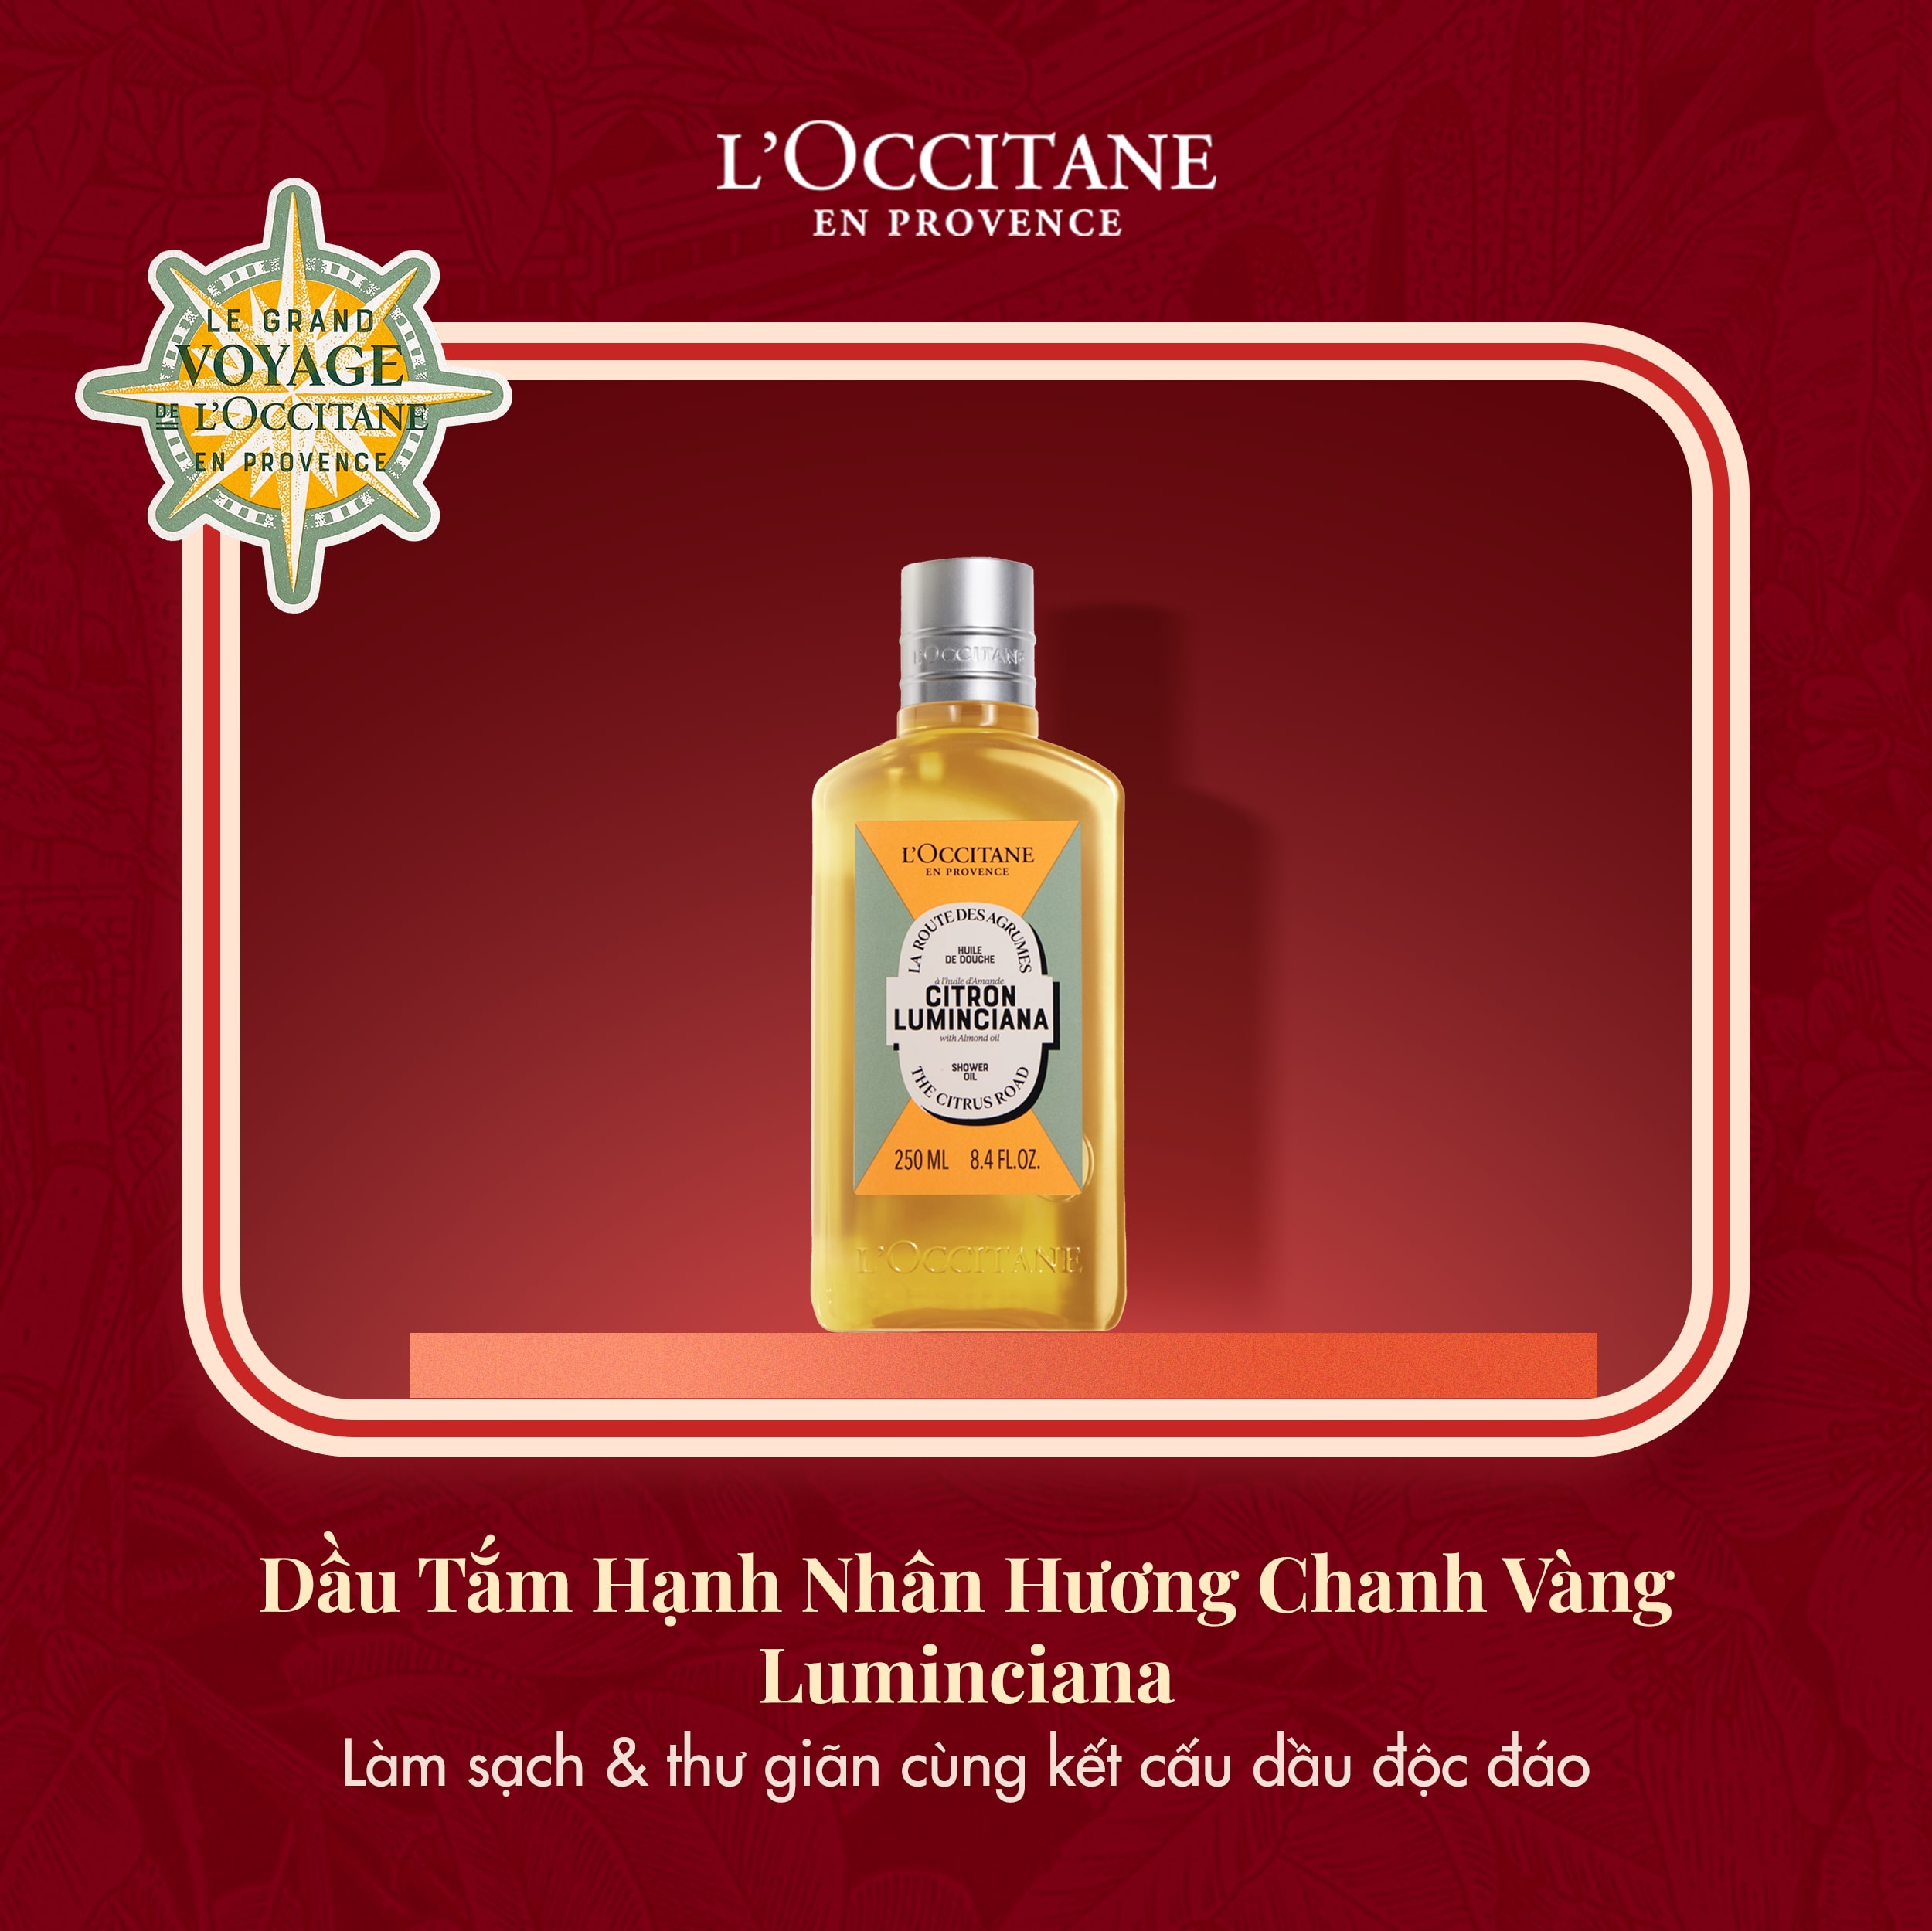 L'OCCITANE
EN PROVENCE
LE GRAND
VOYAGE
DE L'OCCITANE
EN PROVENCE
L'OCCITANE
L'OCCITANE
EN PROVENCE
LA ROUTE DES AGRUMES
HUILE
DE DOUCHE
à l'huile d'Amande
CITRON
LUMINCIANA
with Almond oil
SHOWER
OIL
THE CITRUS ROAD
250 ML 8.4 FL.OZ.
L'OCCITANE
Dầu Tắm Hạnh Nhân Hương Chanh Vàng
Luminciana
Làm sạch & thư giãn cùng kết cấu dầu độc đáo